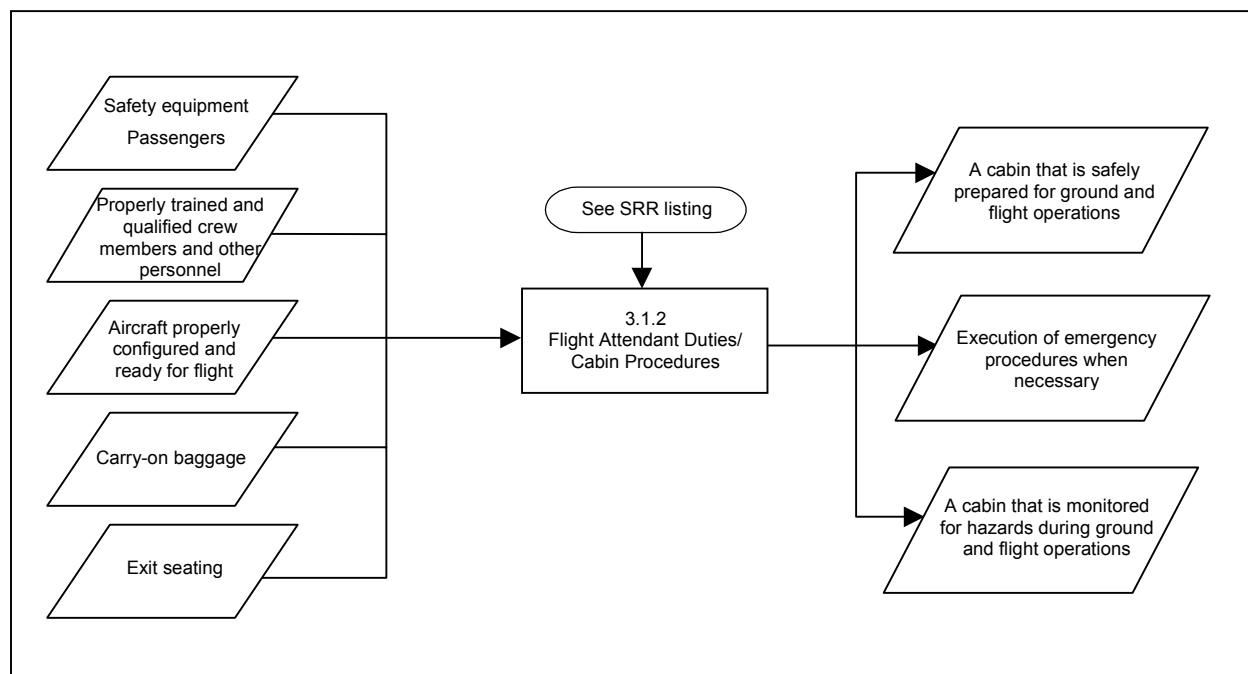 Safety equipment
Passengers
Properly trained and
qualified crew
members and other
personnel
Aircraft properly
configured and
ready for flight
Carry-on baggage
Exit seating
See SRR listing
3.1.2
Flight Attendant Duties/
Cabin Procedures
A cabin that is safely
prepared for ground and
flight operations
Execution of emergency
procedures when
necessary
A cabin that is monitored
for hazards during ground
and flight operations